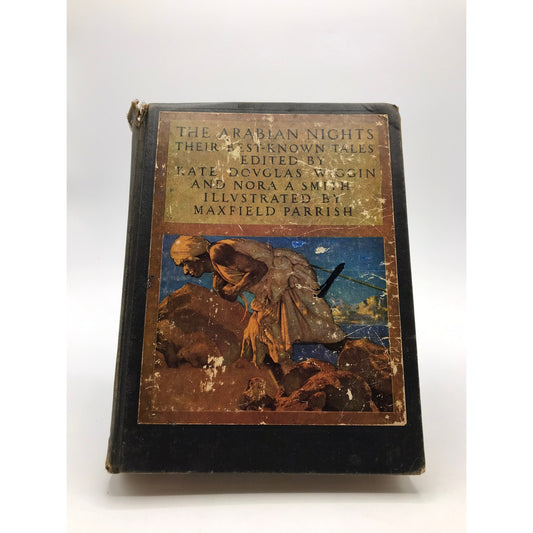 THE ARABIAN NIGHTS
THEIR BEST-KNOWN TALES
EDITED BY
KATE DOVGLAS WIGGIN
AND NORA A SMITH
ILLVSTRATED BY
MAXFIELD PARRISH